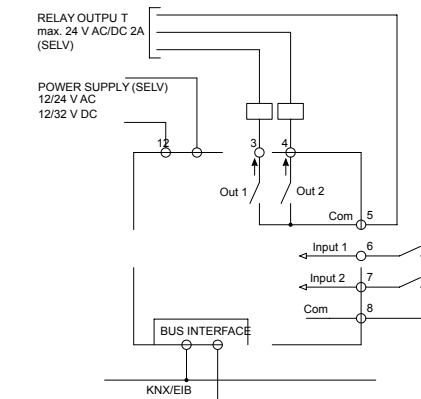 RELAY OUTPU T
max. 24 V AC/DC 2A
(SELV)
POWER SUPPLY (SELV)
12/24 V AC
12/32 V DC
12
3
4
Out 1
Out 2
Com
5
Input 1
6
Input 2
7
Com
8
BUS INTERFACE
KNX/EIB